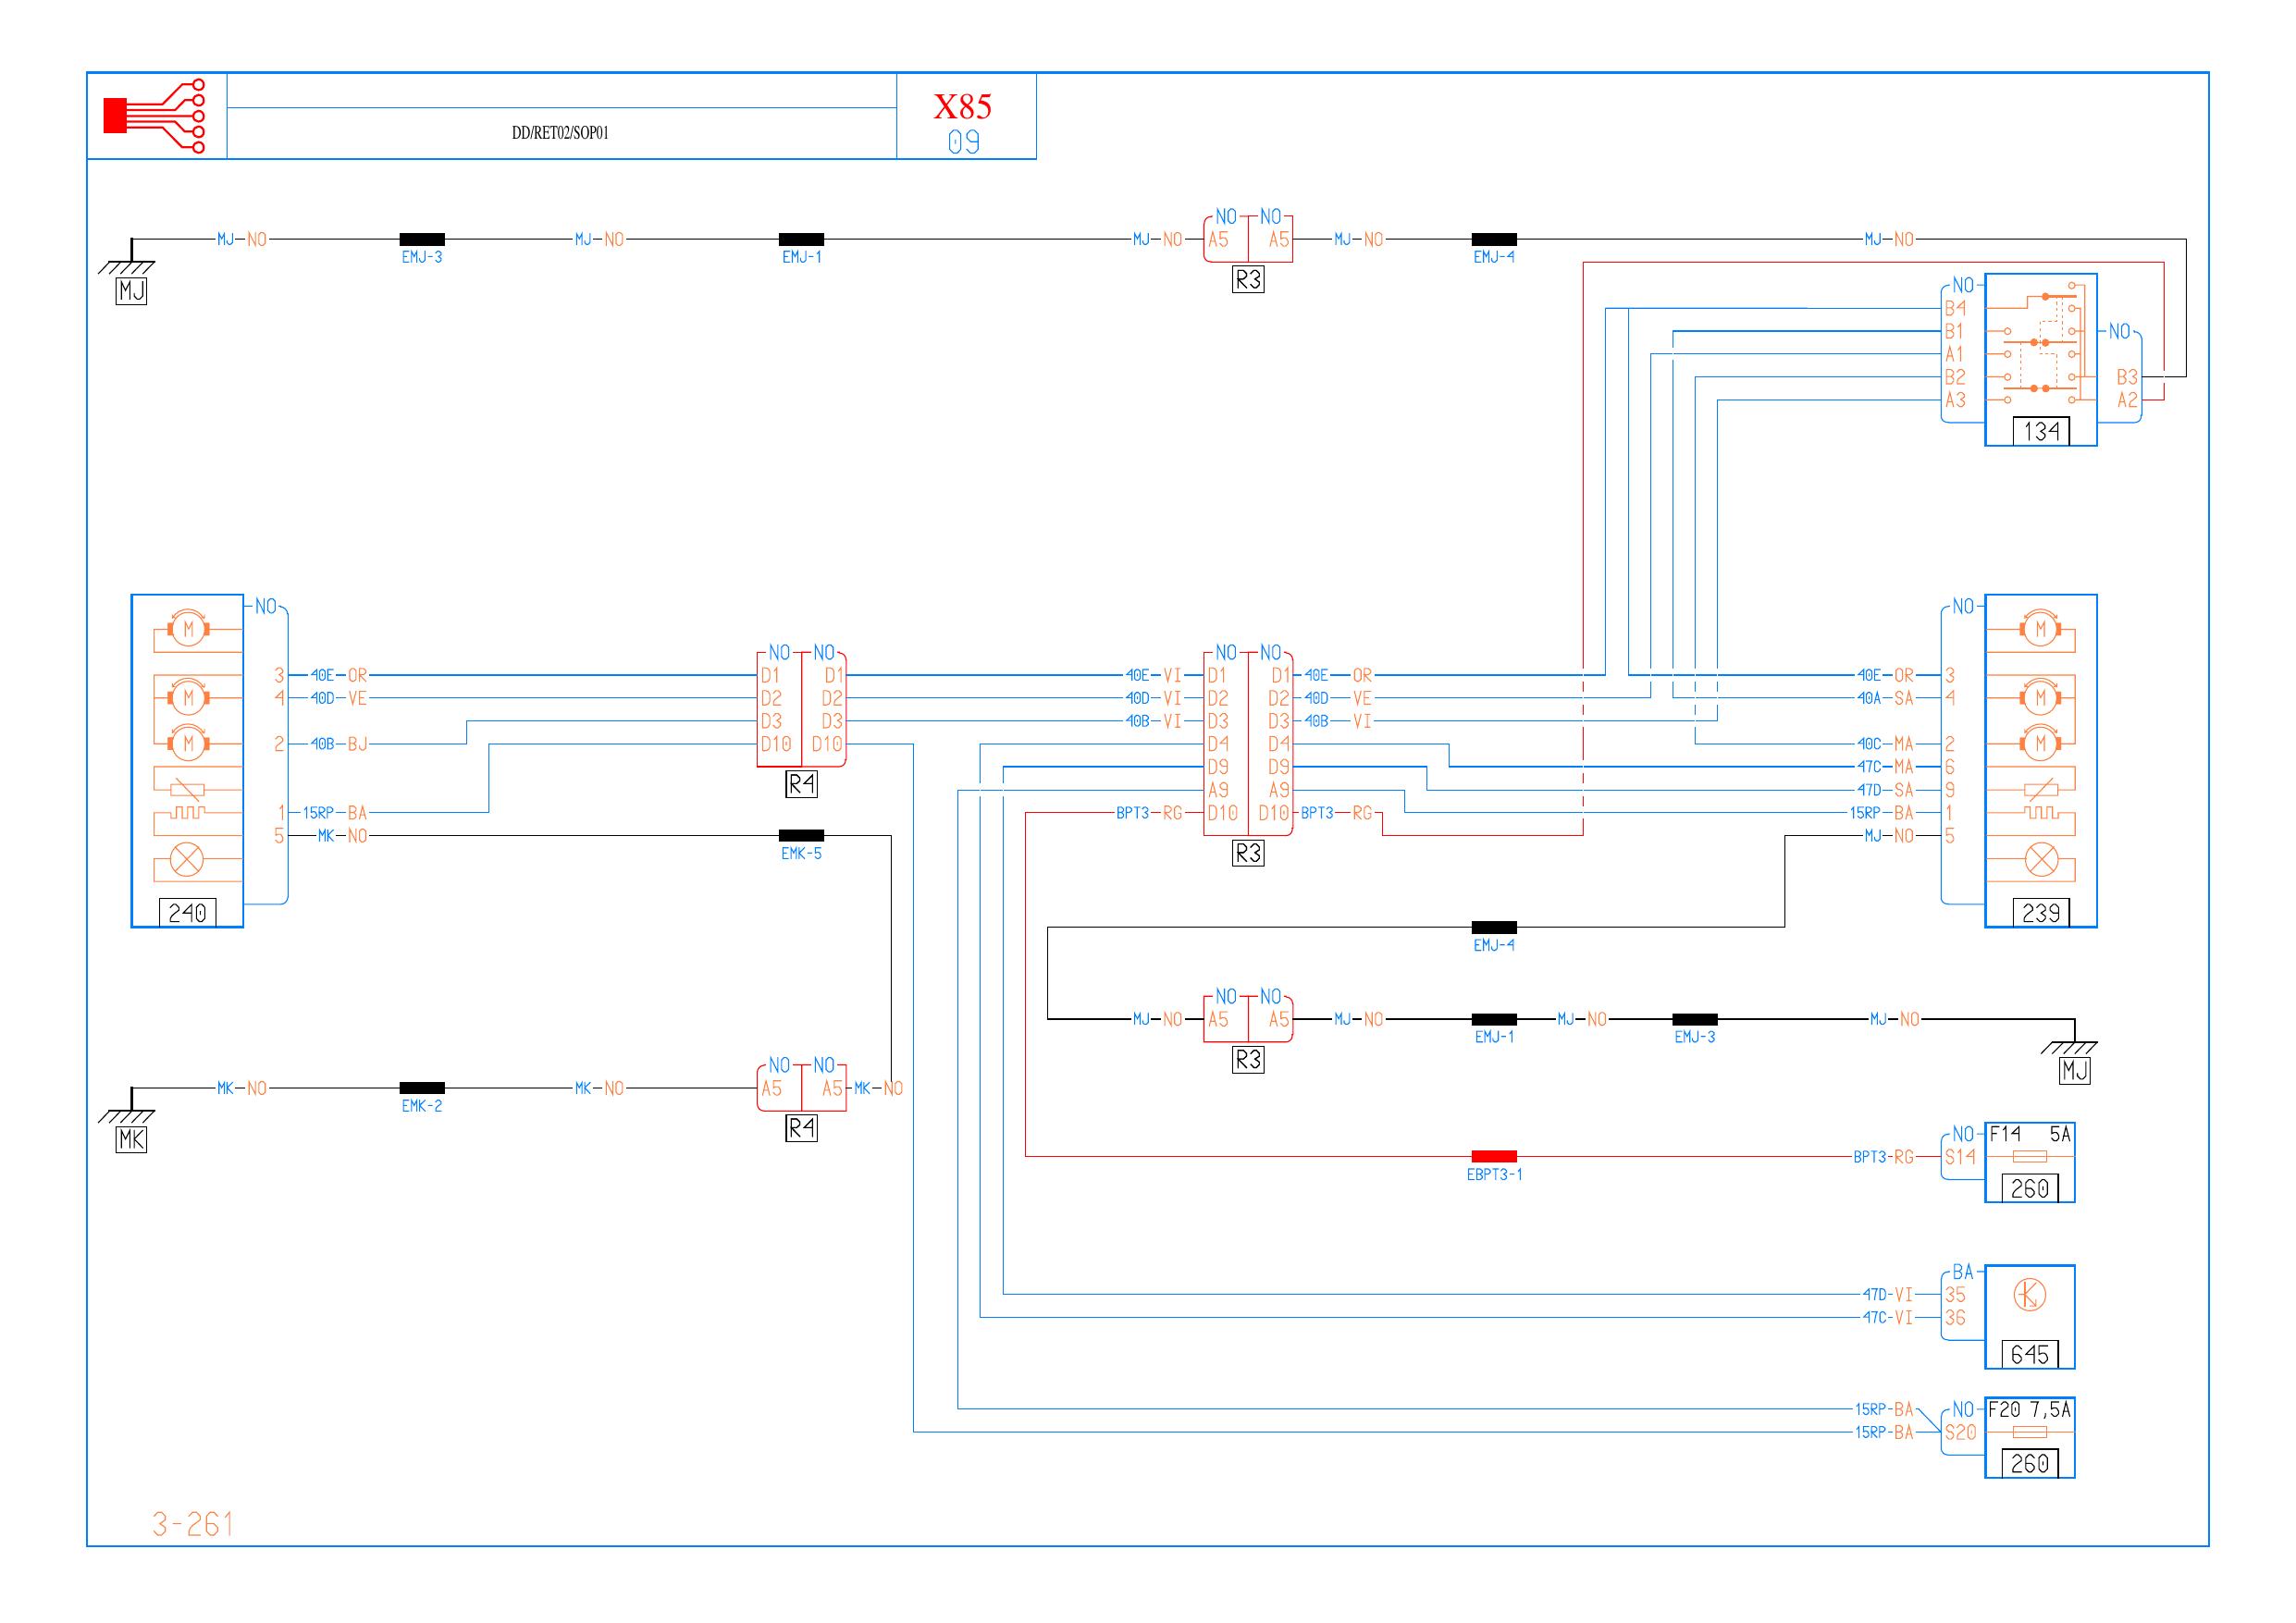 X85
DD/RET02/SOP01
09
NO NO
MJ NO MJ NO MJ NO A5 A5 MJ NO MJ NO
EMJ-3 EMJ-1 EMJ-4
MJ R3
NO
B4
B1 NO
A1
B2 B3
A3 A2
134
NO NO
NO NO NO NO
3 40E OR D1 D1 40E VI D1 D1 40E OR 40E OR 3
4 40D VE D2 D2 40D VI D2 D2 40D VE 40A SA 4
D3 D3 40B VI D3 D3 40B VI
2 40B BJ D10 D10 D4 D4 40C MA 2
D9 D9 47C MA 6
R4 A9 A9 47D SA 9
1 15RP BA BPT3 RG D10 D10 BPT3 RG 15RP BA 1
5 MK NO MJ NO 5
EMK-5 R3
M M
M M
M M
240 239
EMJ-4
NO NO
MJ NO A5 A5 MJ NO MJ NO MJ NO
EMJ-1 EMJ-3
R3 MJ
NO NO
MK NO MK NO A5 A5 MK NO
EMK-2
MK R4
NO F14 5A
BPT3-RG S14
EBPT3-1
260
BA
47D-VI 35
47C-VI 36
645
15RP-BA NO F20 7,5A
15RP-BA S20
260
3-261